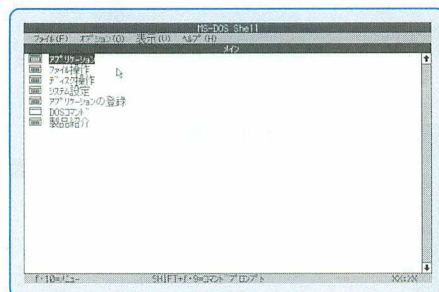 MS-DOS Shell
ファイル(F) オプション(O) 表示(V) ヘルプ(H)
メイン
アプリケーション
ファイル操作
ディスク操作
システム設定
アプリケーションの登録
DOSコマンド
製品紹介
f・10=メニュー SHIFT+f・9=コマンドプロンプト XX:XX